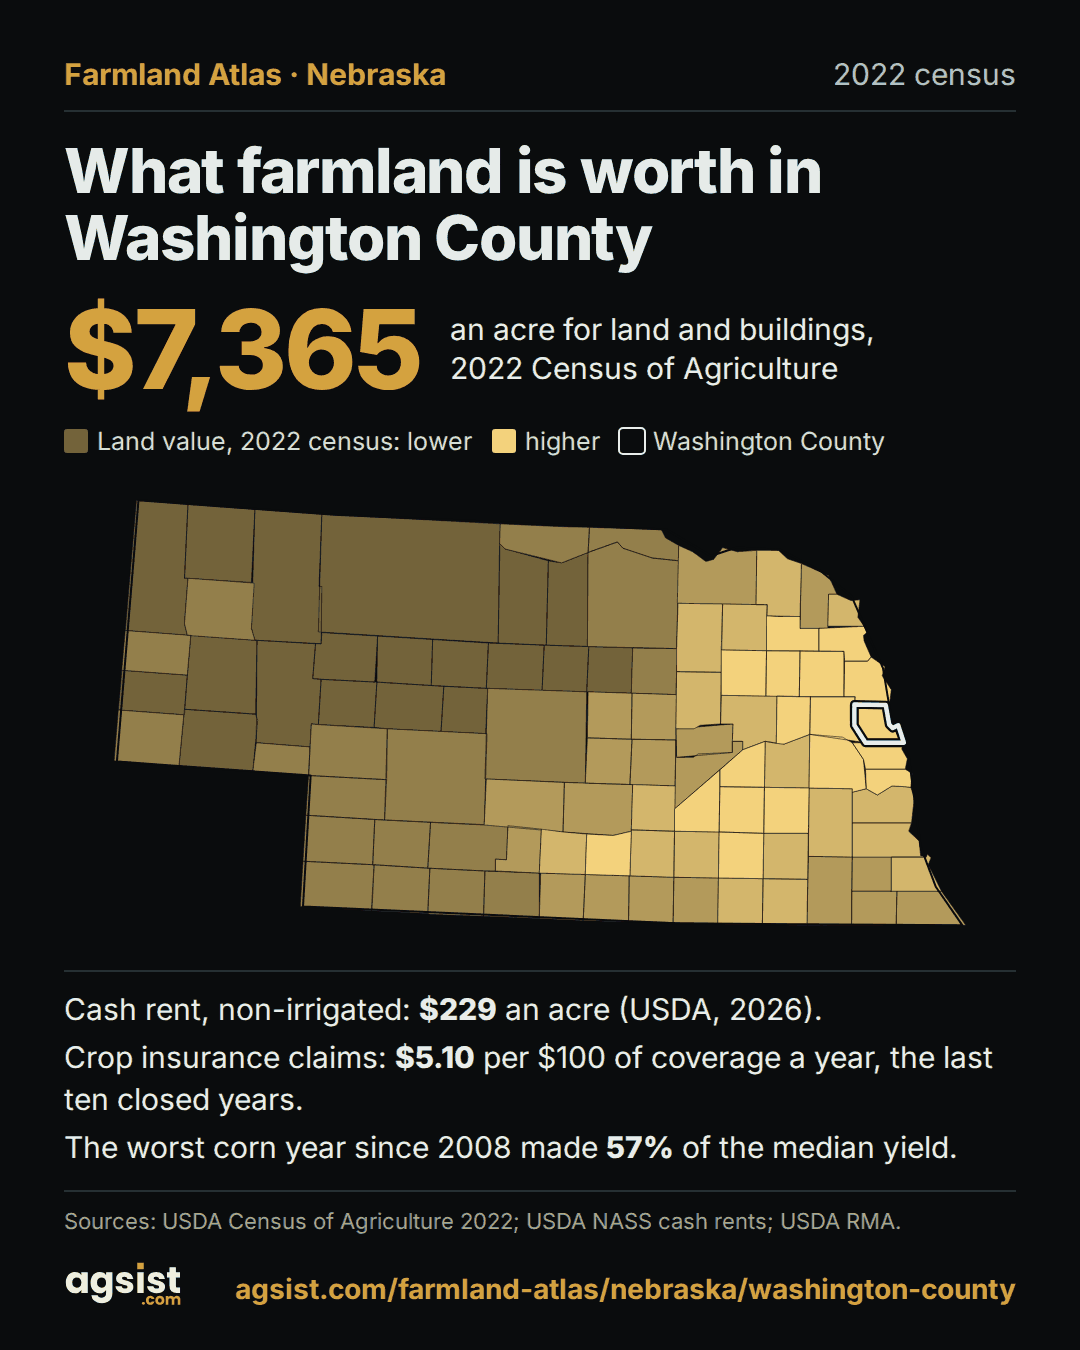 Farmland Atlas · Nebraska
2022 census
What farmland is worth in
Washington County
$7,365
an acre for land and buildings,
2022 Census of Agriculture
Land value, 2022 census: lower
higher
Washington County
Cash rent, non-irrigated: $229 an acre (USDA, 2026).
Crop insurance claims: $5.10 per $100 of coverage a year, the last
ten closed years.
The worst corn year since 2008 made 57% of the median yield.
Sources: USDA Census of Agriculture 2022; USDA NASS cash rents; USDA RMA.
agsist
.com
agsist.com/farmland-atlas/nebraska/washington-county